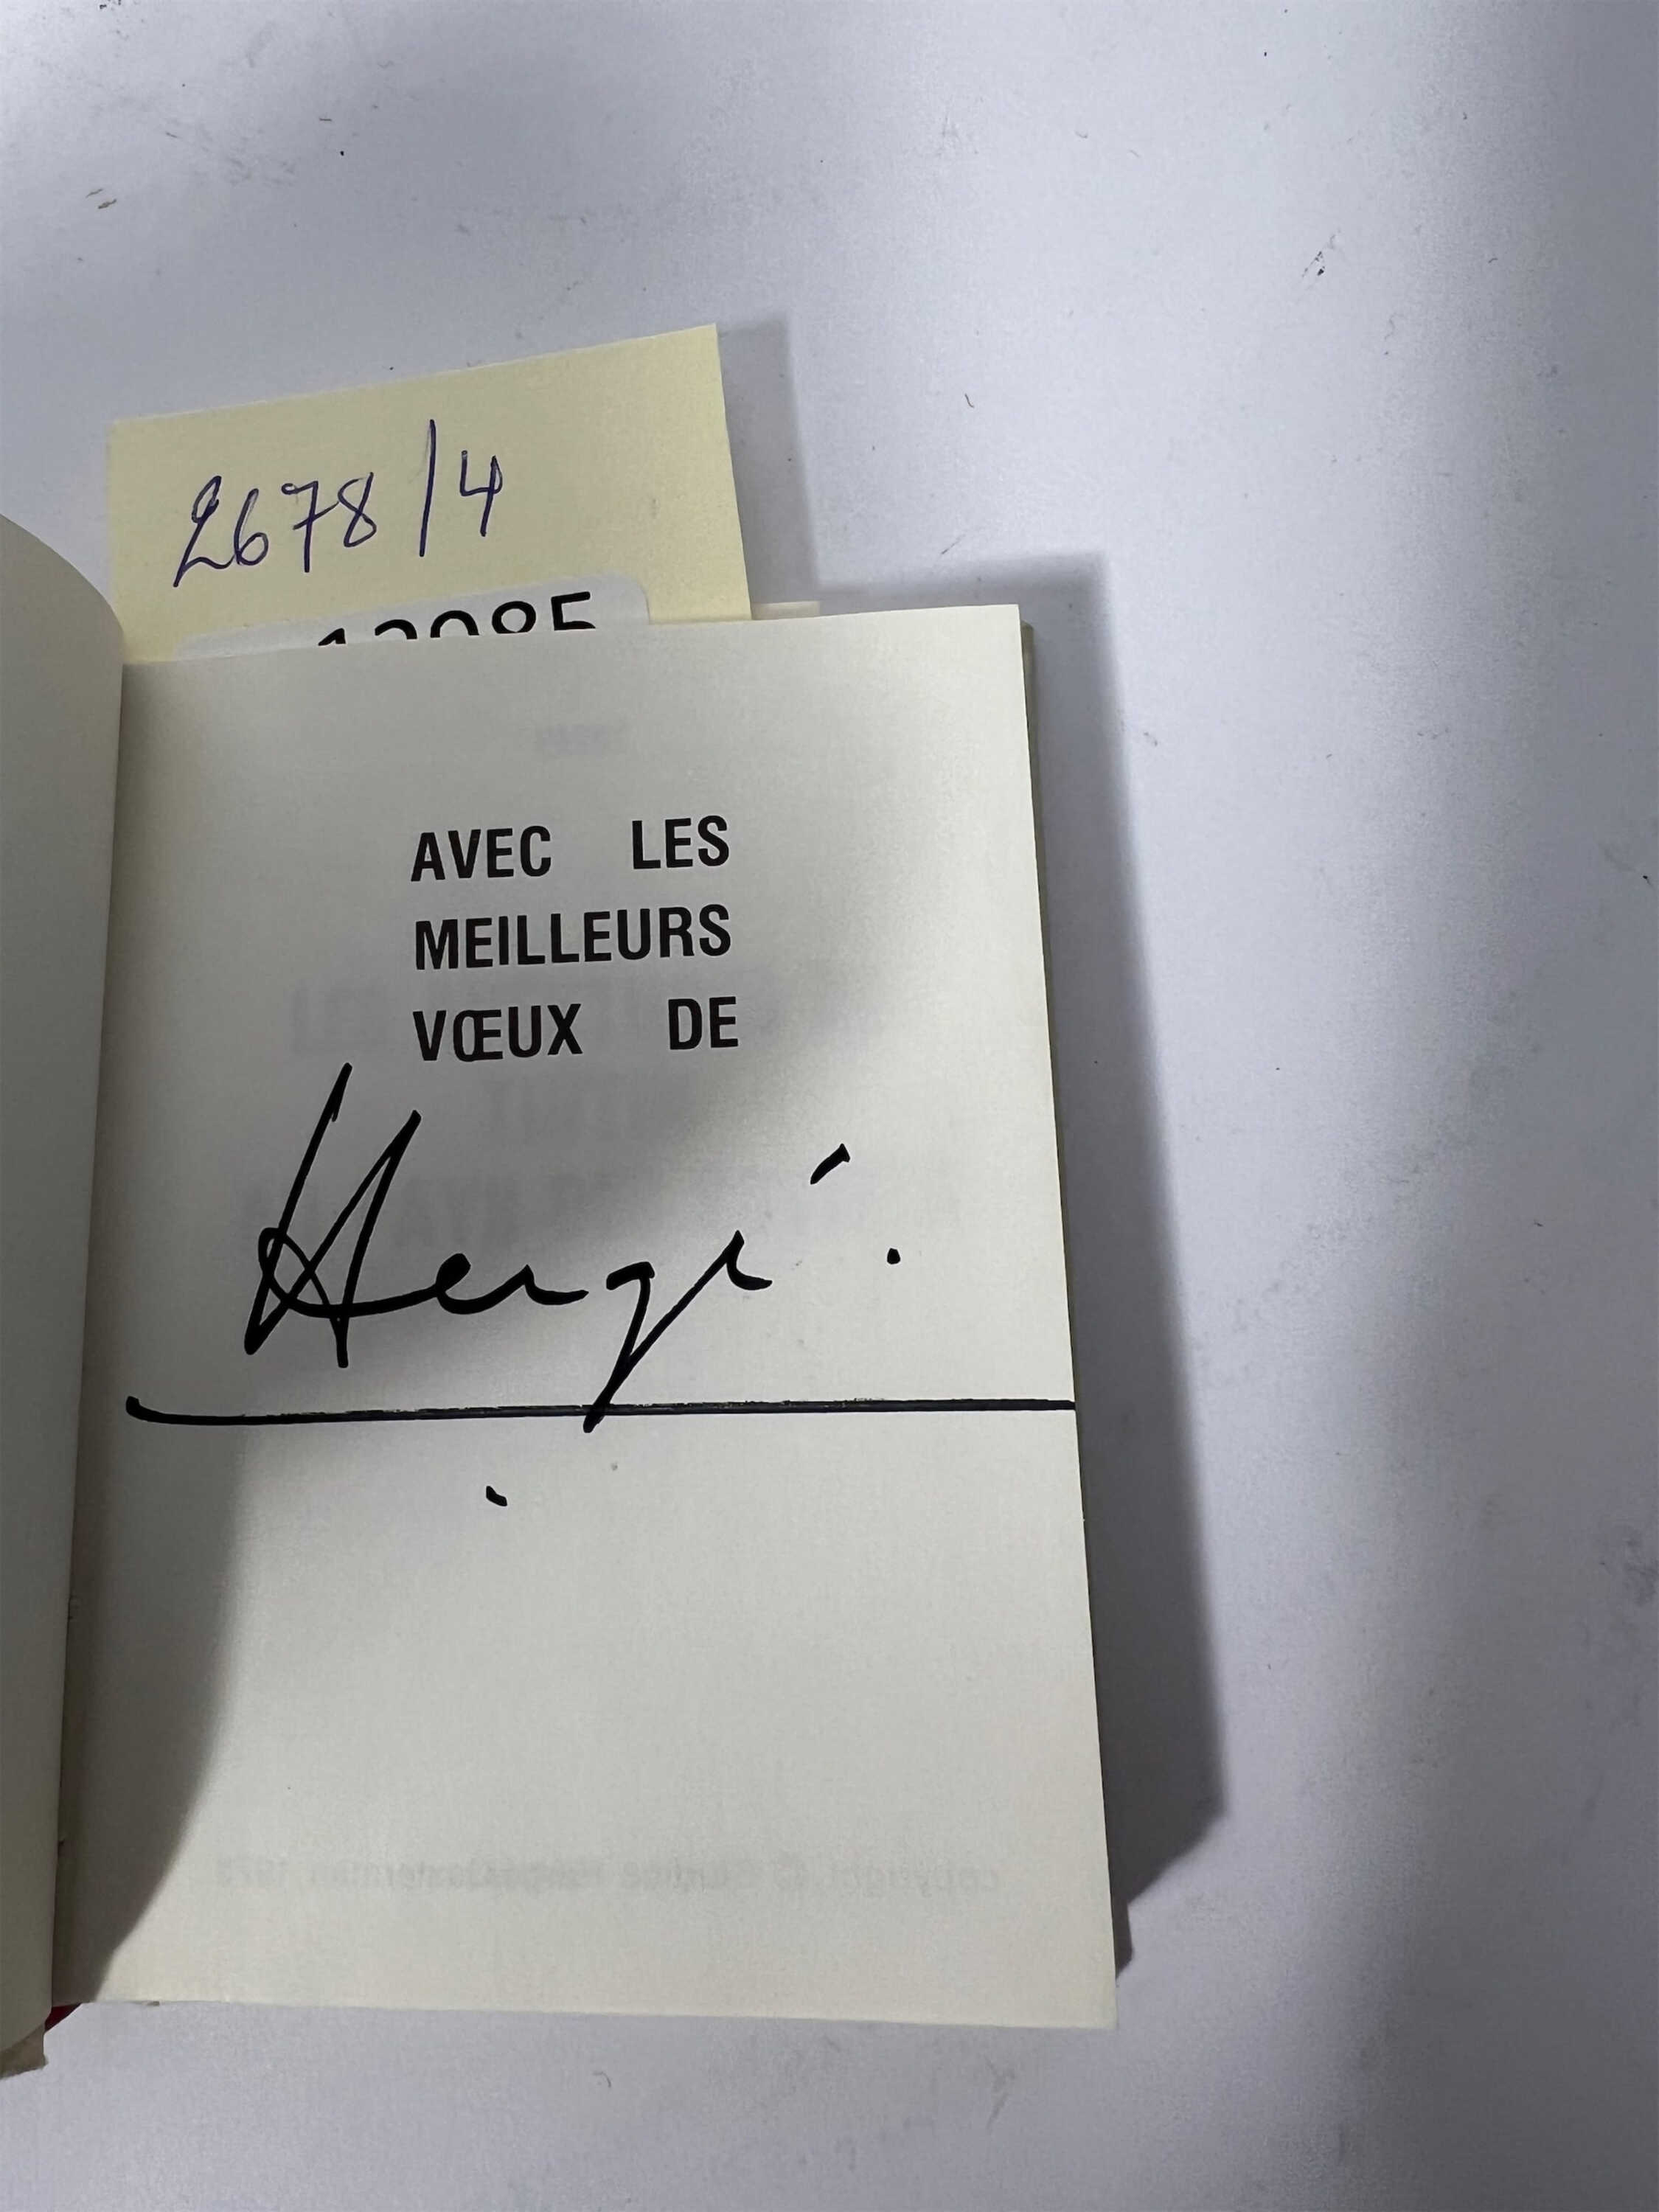 2678/4
AVEC LES
MEILLEURS
VŒUX DE
Hergé.